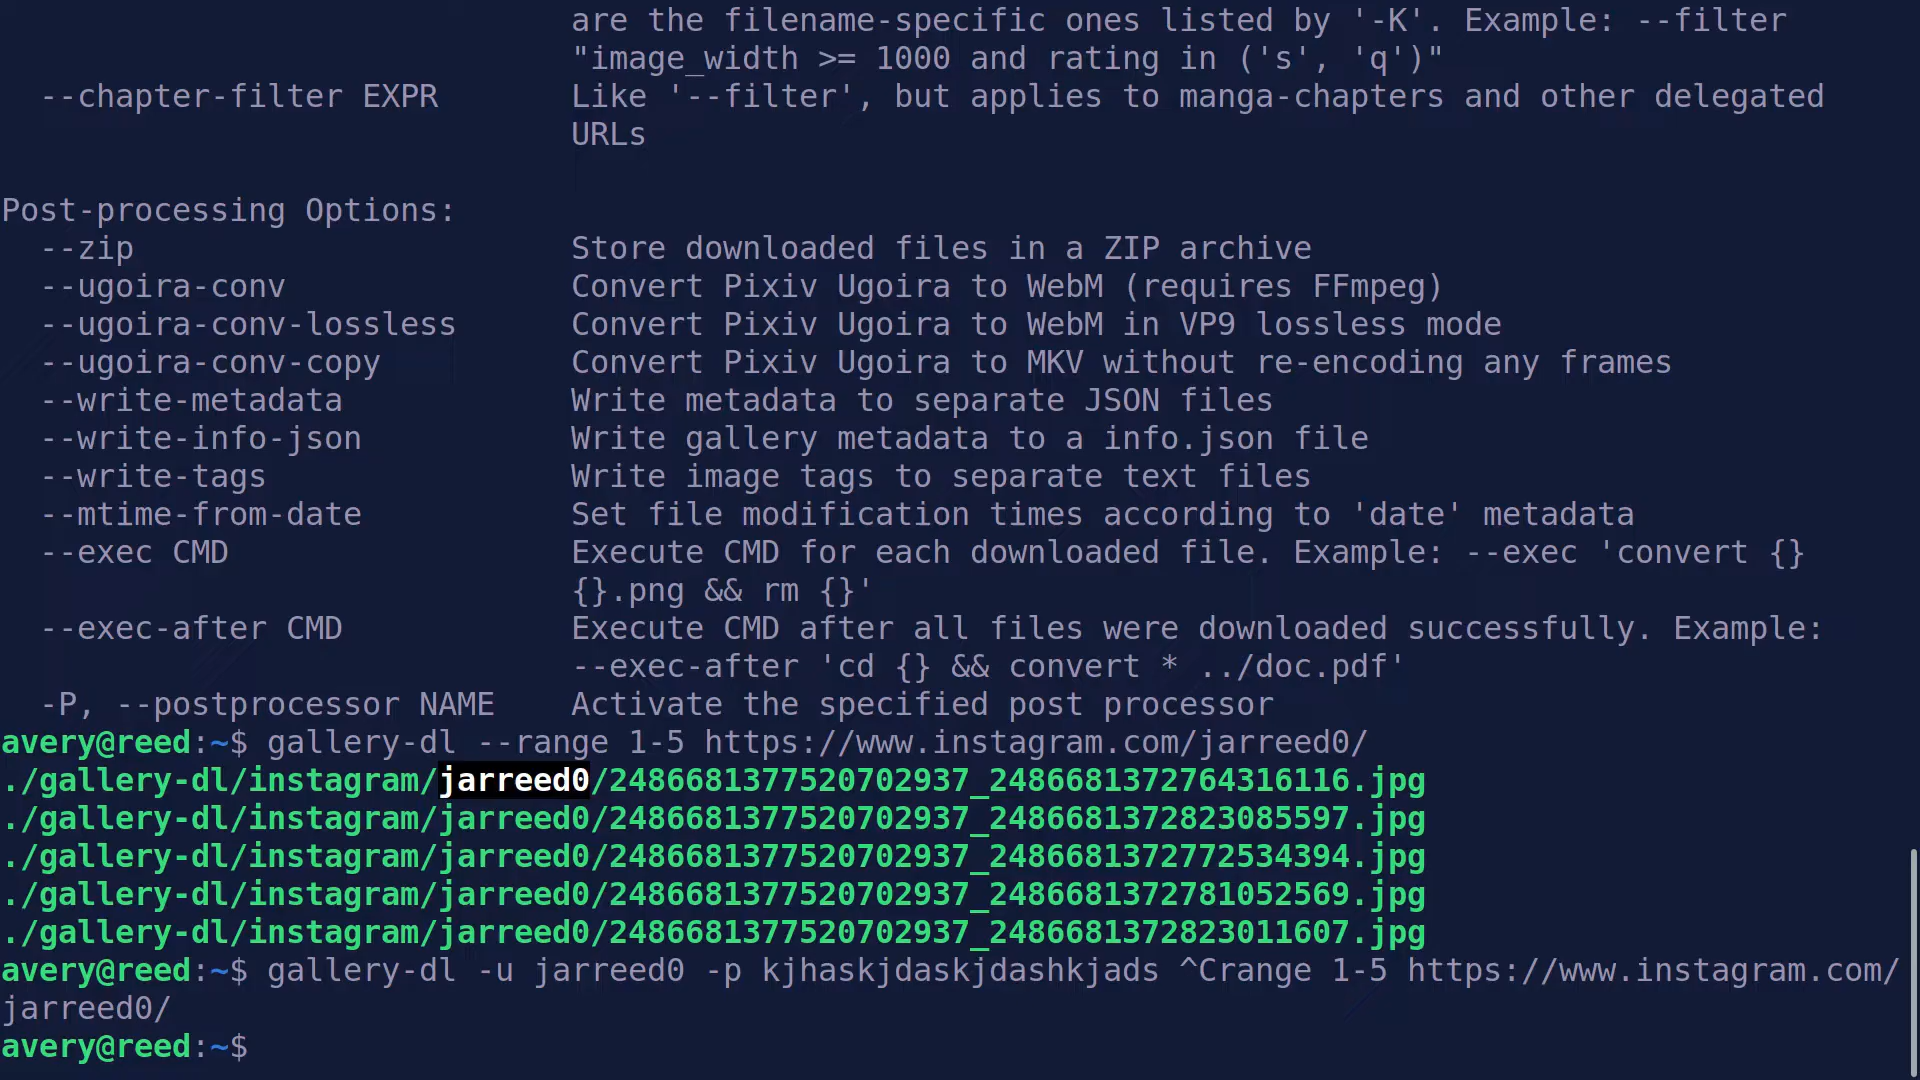 are the filename-specific ones listed by '-K'. Example: --filter
"image_width >= 1000 and rating in ('s', 'q')"
--chapter-filter EXPR Like '--filter', but applies to manga-chapters and other delegated
URLs
Post-processing Options:
--zip Store downloaded files in a ZIP archive
--ugoira-conv Convert Pixiv Ugoira to WebM (requires FFmpeg)
--ugoira-conv-lossless Convert Pixiv Ugoira to WebM in VP9 lossless mode
--ugoira-conv-copy Convert Pixiv Ugoira to MKV without re-encoding any frames
--write-metadata Write metadata to separate JSON files
--write-info-json Write gallery metadata to a info.json file
--write-tags Write image tags to separate text files
--mtime-from-date Set file modification times according to 'date' metadata
--exec CMD Execute CMD for each downloaded file. Example: --exec 'convert {}
{}.png && rm {}'
--exec-after CMD Execute CMD after all files were downloaded successfully. Example:
--exec-after 'cd {} && convert * ../doc.pdf'
-P, --postprocessor NAME Activate the specified post processor
avery@reed:~$ gallery-dl --range 1-5 https://www.instagram.com/jarreed0/
./gallery-dl/instagram/jarreed0/2486681377520702937_2486681372764316116.jpg
./gallery-dl/instagram/jarreed0/2486681377520702937_2486681372823085597.jpg
./gallery-dl/instagram/jarreed0/2486681377520702937_2486681372772534394.jpg
./gallery-dl/instagram/jarreed0/2486681377520702937_2486681372781052569.jpg
./gallery-dl/instagram/jarreed0/2486681377520702937_2486681372823011607.jpg
avery@reed:~$ gallery-dl -u jarreed0 -p kjhaskjdaskjdashkjads ^Crange 1-5 https://www.instagram.com/
jarreed0/
avery@reed:~$